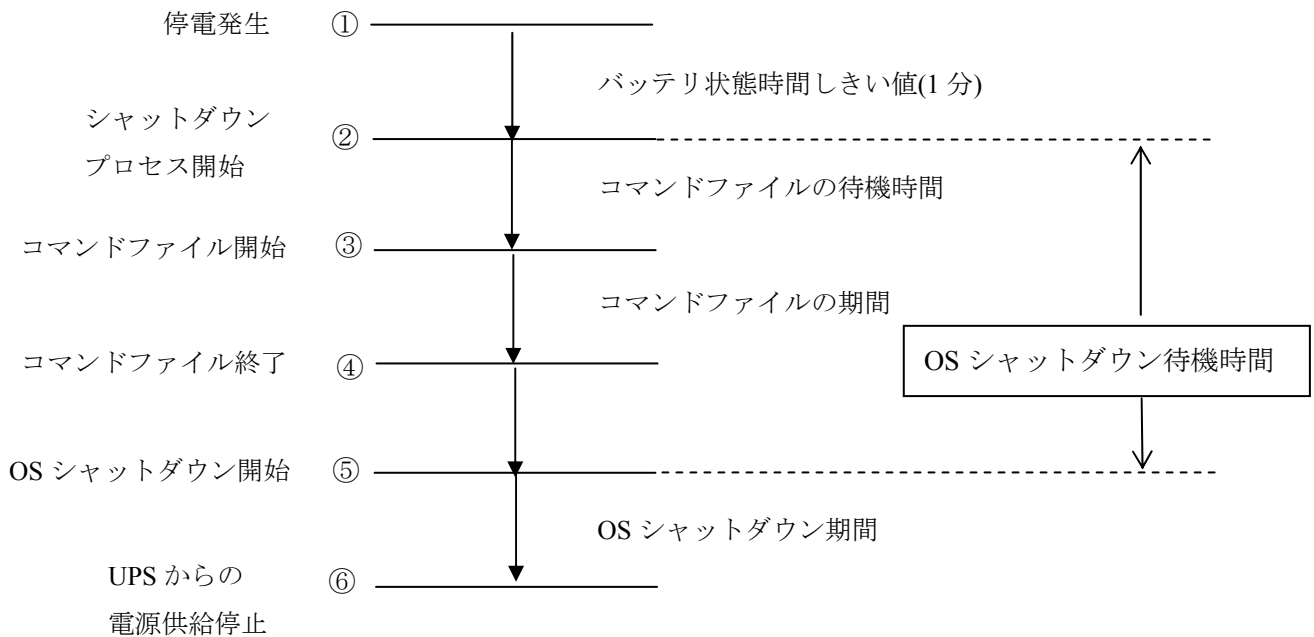 停電発生 ①
バッテリ状態時間しきい値(1 分)
シャットダウン
プロセス開始 ②
コマンドファイルの待機時間
コマンドファイル開始 ③
コマンドファイルの期間
コマンドファイル終了 ④
OS シャットダウン待機時間
OS シャットダウン開始 ⑤
OS シャットダウン期間
UPS からの ⑥
電源供給停止